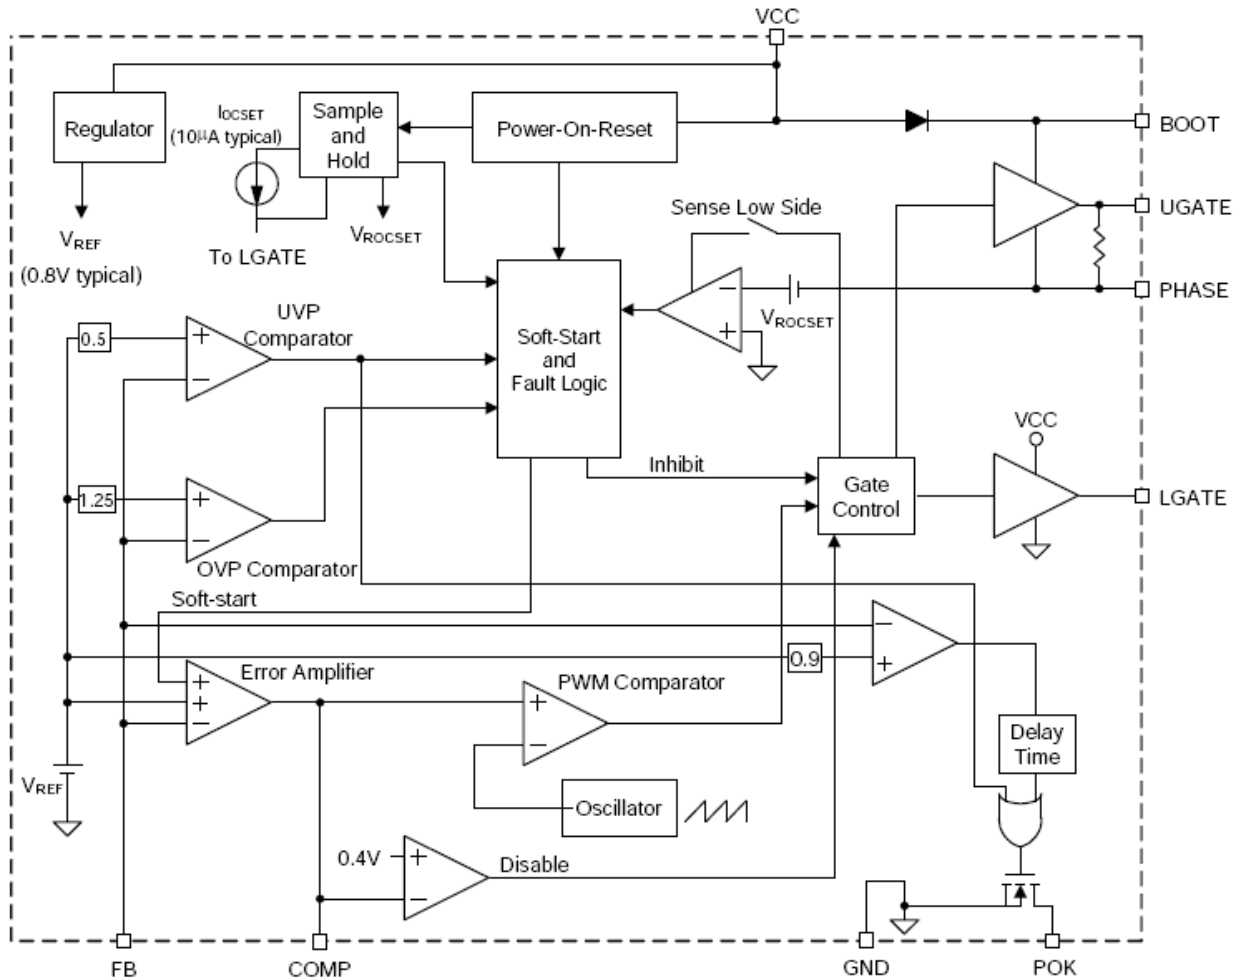 VCC
IOCSET
(10μA typical)
Sample
and
Hold
Regulator
Power-On-Reset
BOOT
Sense Low Side
UGATE
VREF
(0.8V typical)
To LGATE
VROCSET
PHASE
UVP
Comparator
0.5
+
−
Soft-Start
and
Fault Logic
−
+
VROCSET
VCC
Inhibit
Gate
Control
LGATE
1.25
+
−
OVP Comparator
Soft-start
−
+
0.9
Error Amplifier
+
+
−
PWM Comparator
+
−
Delay
Time
VREF
Oscillator
0.4V
+
−
Disable
FB
COMP
GND
POK